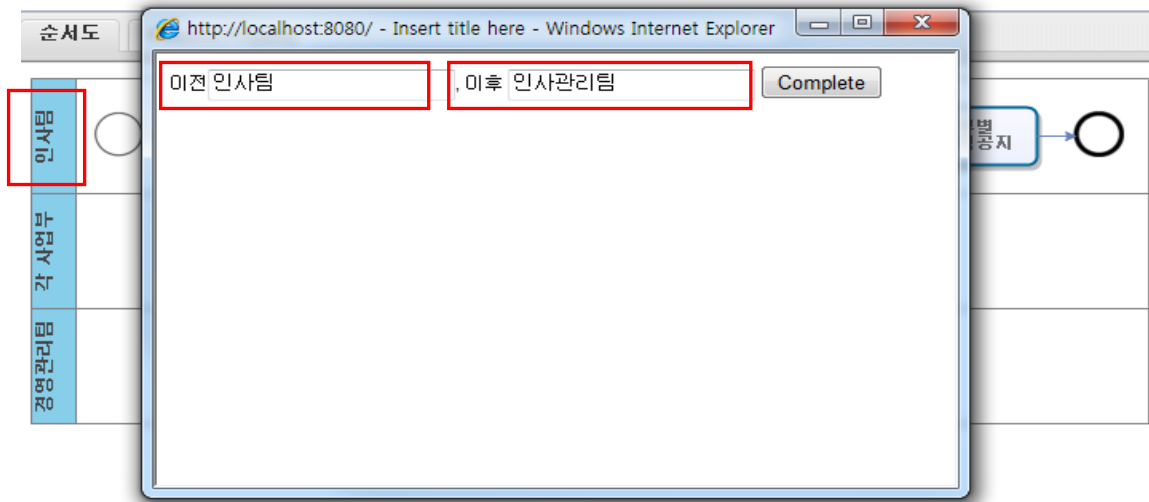 순서도
http://localhost:8080/ - Insert title here - Windows Internet Explorer
이전 인사팀 , 이후 인사관리팀 Complete
인사팀
공지
각 사업부
경영관리팀